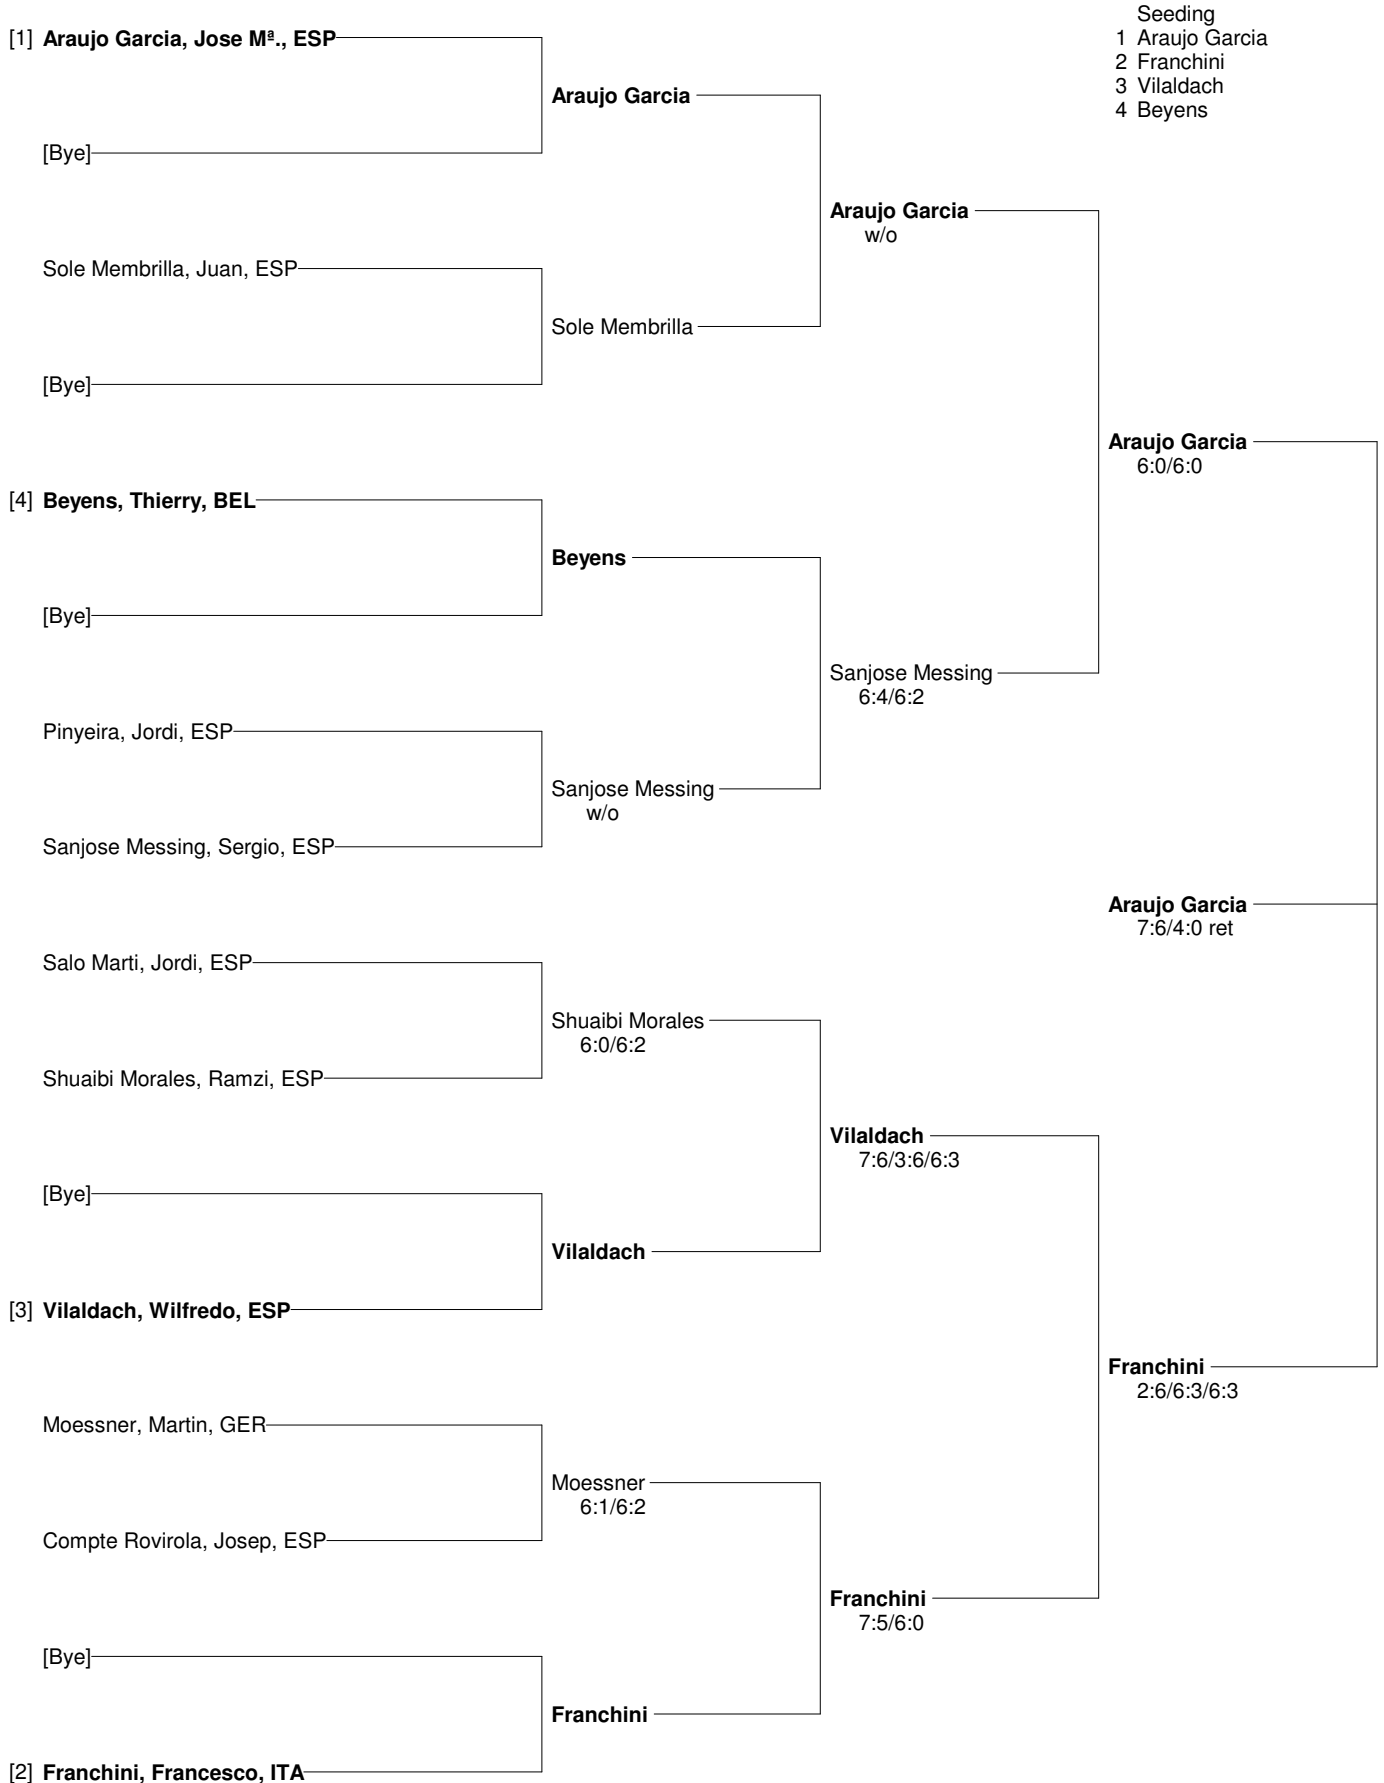 Seeding
1 Araujo Garcia
2 Franchini
3 Vilaldach
4 Beyens
[1] Araujo Garcia, Jose Mª., ESP
Araujo Garcia
[Bye]
Araujo Garcia
w/o
Sole Membrilla, Juan, ESP
Sole Membrilla
[Bye]
Araujo Garcia
6:0/6:0
[4] Beyens, Thierry, BEL
Beyens
[Bye]
Sanjose Messing
6:4/6:2
Pinyeira, Jordi, ESP
Sanjose Messing
w/o
Sanjose Messing, Sergio, ESP
Araujo Garcia
7:6/4:0 ret
Salo Marti, Jordi, ESP
Shuaibi Morales
6:0/6:2
Shuaibi Morales, Ramzi, ESP
Vilaldach
7:6/3:6/6:3
[Bye]
Vilaldach
[3] Vilaldach, Wilfredo, ESP
Franchini
2:6/6:3/6:3
Moessner, Martin, GER
Moessner
6:1/6:2
Compte Rovirola, Josep, ESP
Franchini
7:5/6:0
[Bye]
Franchini
[2] Franchini, Francesco, ITA